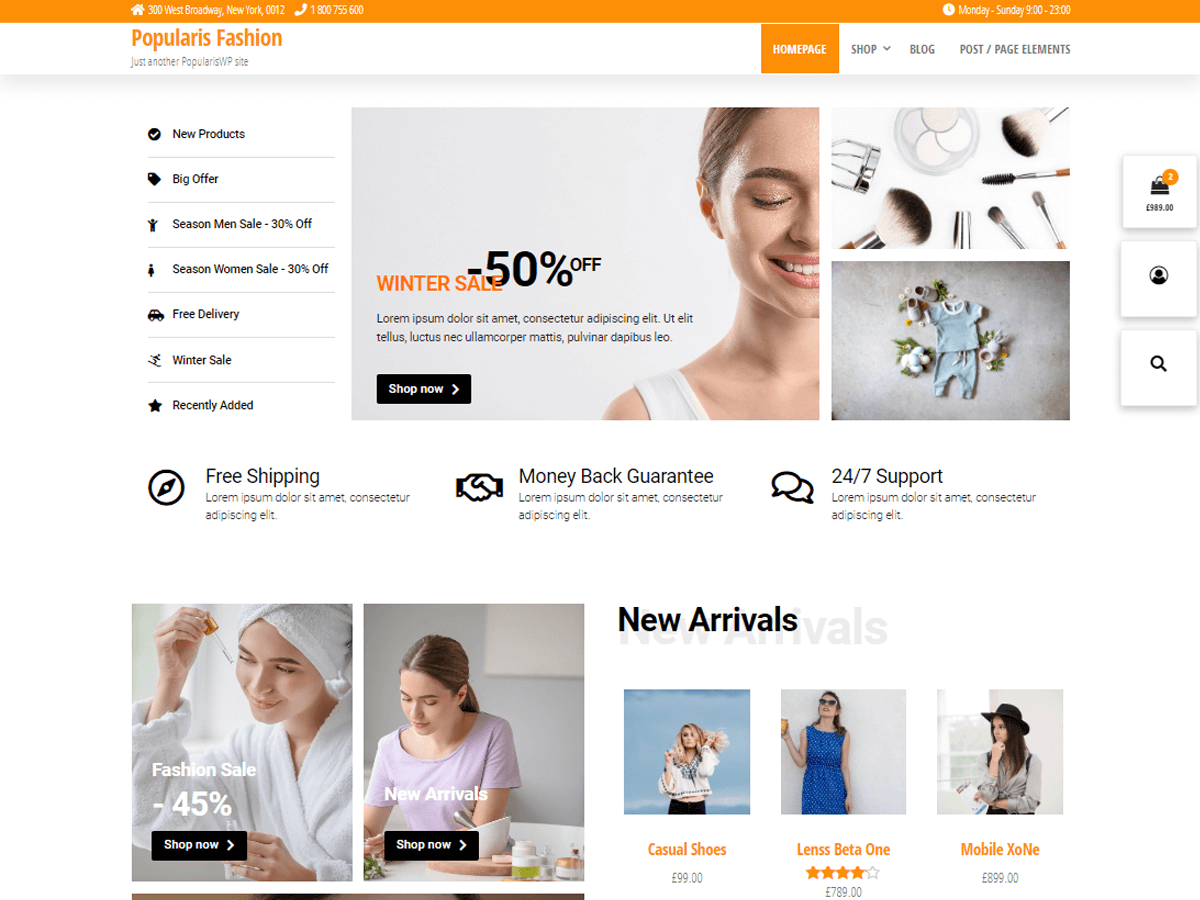 300 West Broadway, New York, 0012 1 800 755 600
Monday - Sunday 9:00 - 23:00
Popularis Fashion
Just another PopularisWP site
HOMEPAGE SHOP BLOG POST / PAGE ELEMENTS
New Products
Big Offer
Season Men Sale - 30% Off
Season Women Sale - 30% Off
Free Delivery
Winter Sale
Recently Added
WINTER SALE
-50%OFF
Lorem ipsum dolor sit amet, consectetur adipiscing elit. Ut elit
tellus, luctus nec ullamcorper mattis, pulvinar dapibus leo.
Shop now
2
£989.00
Free Shipping
Lorem ipsum dolor sit amet, consectetur
adipiscing elit.
Money Back Guarantee
Lorem ipsum dolor sit amet, consectetur
adipiscing elit.
24/7 Support
Lorem ipsum dolor sit amet, consectetur
adipiscing elit.
Fashion Sale
- 45%
Shop now
New Arrivals
Shop now
New Arrivals
New Arrivals
Casual Shoes
£99.00
Lenss Beta One
£789.00
Mobile XoNe
£899.00